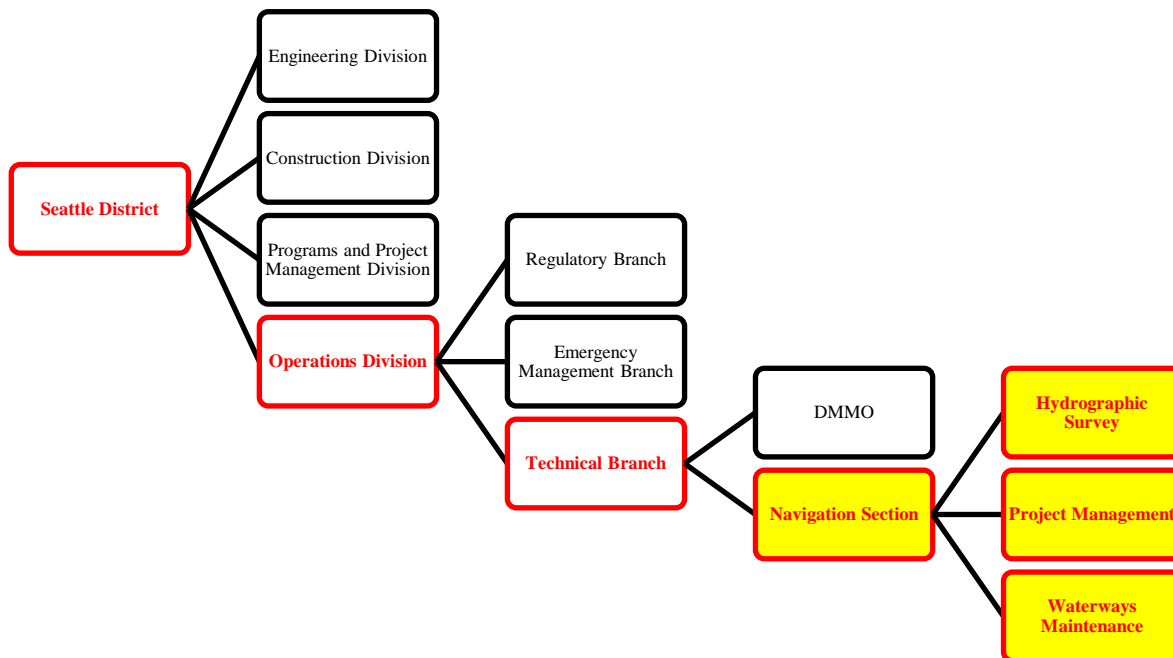 Engineering Division
Construction Division
Seattle District
Programs and Project
Management Division
Regulatory Branch
Operations Division
Emergency
Management Branch
DMMO
Hydrographic
Survey
Technical Branch
Navigation Section
Project Management
Waterways
Maintenance